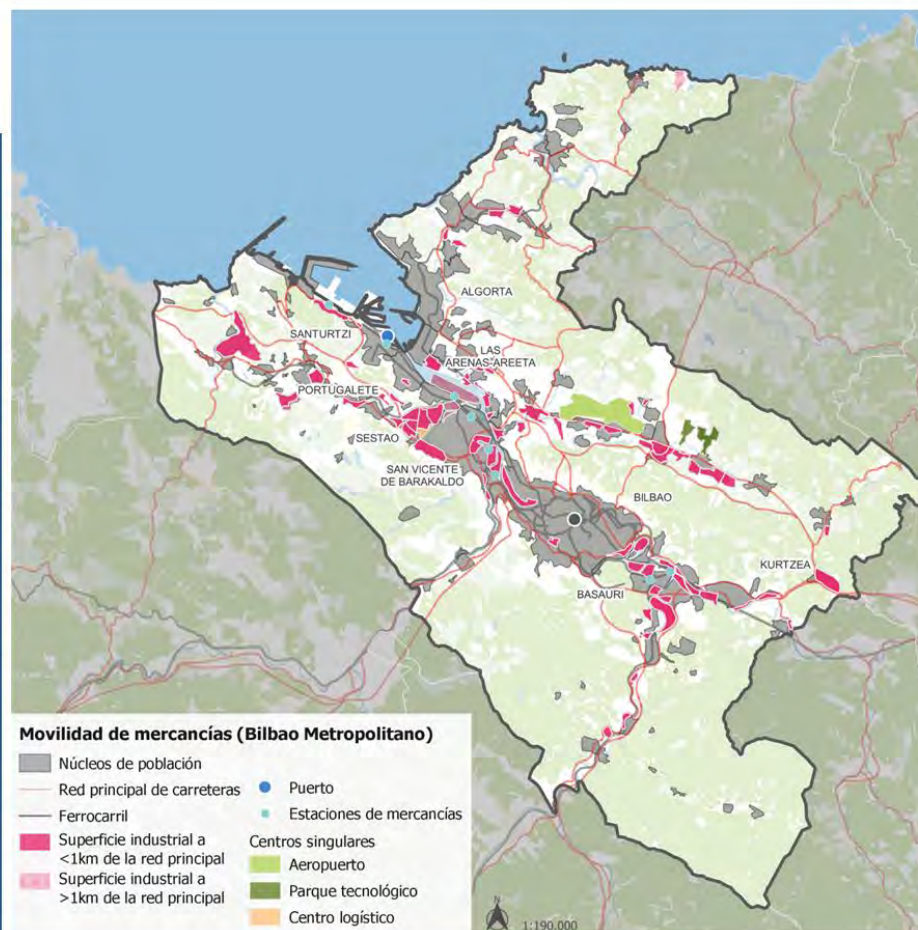 ALGORTA
SANTURTZI
LAS
ARENAS-AREETA
PORTUGALETE
SESTAO
SAN VICENTE
DE BARAKALDO
BILBAO
KURTZEA
BASAURI
Movilidad de mercancías (Bilbao Metropolitano)
Núcleos de población
Red principal de carreteras
Ferrocarril
Superficie industrial a
<1km de la red principal
Superficie industrial a
>1km de la red principal
Puerto
Estaciones de mercancías
Centros singulares
Aeropuerto
Parque tecnológico
Centro logístico
N
1:190.000